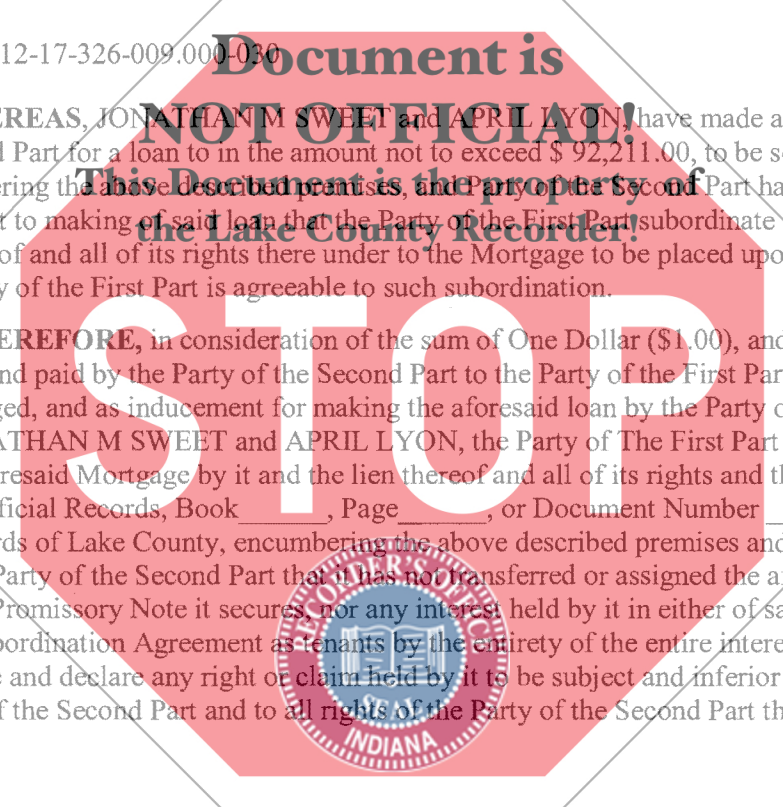 12-17-326-009.000-030
Document is
EREAS, JONATHAN M SWEET and APRIL LYON, have made a
NOT OFFICIAL!
d Part for a loan to in the amount not to exceed $ 92,211.00, to be s
ering the above described premises, and Party of the Second Part ha
This Document is the property of
t to making of said loan that the Party of the First Part subordinate
the Lake County Recorder!
of and all of its rights there under to the Mortgage to be placed upo
y of the First Part is agreeable to such subordination.
EREFORE, in consideration of the sum of One Dollar ($1.00), and
nd paid by the Party of the Second Part to the Party of the First Par
ged, and as inducement for making the aforesaid loan by the Party o
ATHAN M SWEET and APRIL LYON, the Party of The First Part
resaid Mortgage by it and the lien thereof and all of its rights and th
ficial Records, Book_______, Page_______, or Document Number _
rds of Lake County, encumbering the above described premises and
Party of the Second Part that it has not transferred or assigned the a
Promissory Note it secures, nor any interest held by it in either of sa
bordination Agreement as tenants by the entirety of the entire intere
e and declare any right or claim held by it to be subject and inferior
f the Second Part and to all rights of the Party of the Second Part th
STOP
RECORDER'S OFFICE
SEAL
INDIANA